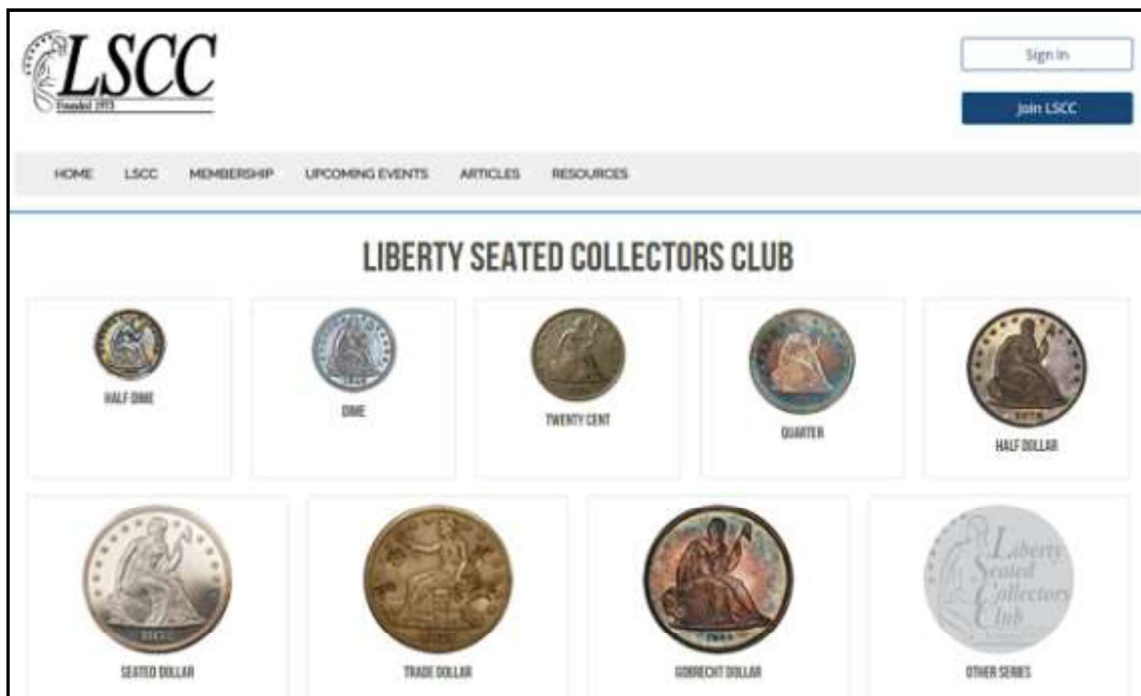 LSCC
Founded 1973
Sign In
Join LSCC
HOME LSCC MEMBERSHIP UPCOMING EVENTS ARTICLES RESOURCES
LIBERTY SEATED COLLECTORS CLUB
HALF DIME
DIME
TWENTY CENT
QUARTER
HALF DOLLAR
SEATED DOLLAR
TRADE DOLLAR
GOBRECHT DOLLAR
Liberty
Seated
Collectors
Club
OTHER SERIES